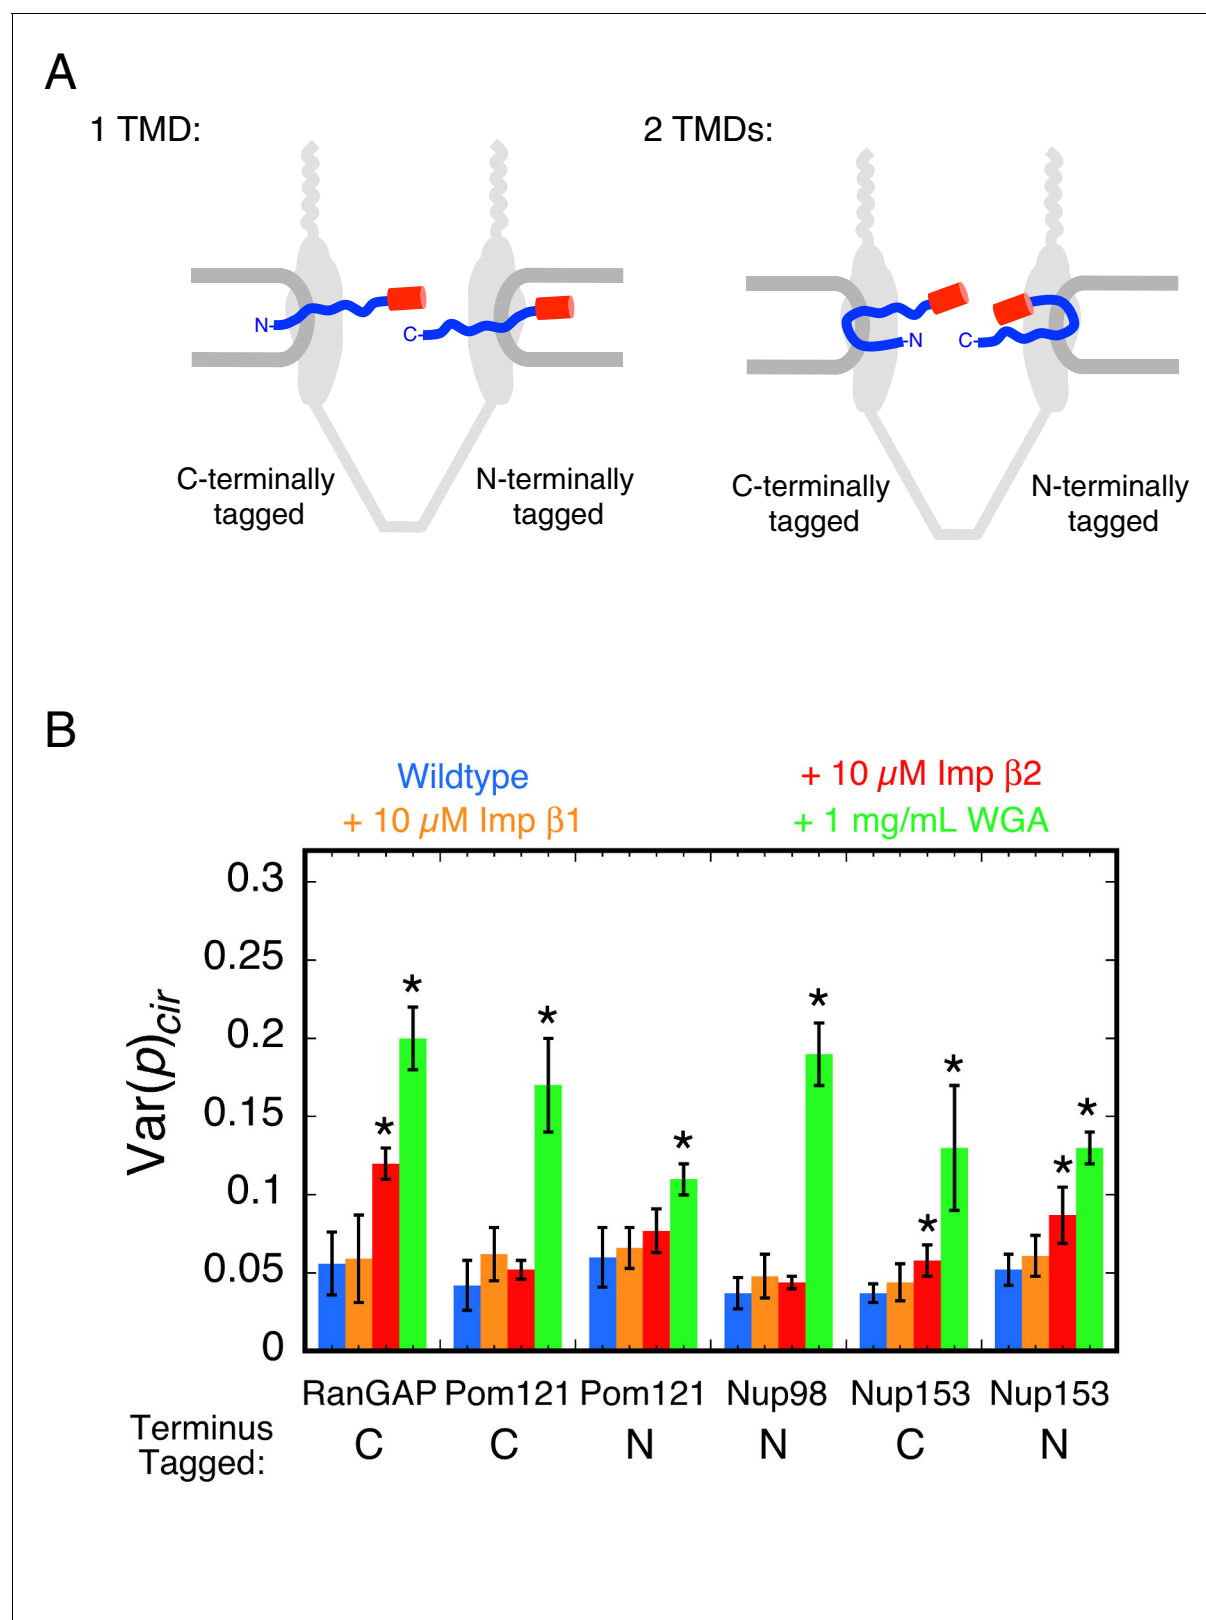 A
1 TMD:
2 TMDs:
N-
C-
-N
C-
C-terminally
tagged
N-terminally
tagged
C-terminally
tagged
N-terminally
tagged
B
Wildtype
+ 10 µM Imp β1
+ 10 µM Imp β2
+ 1 mg/mL WGA
Var(p)cir
0.3
0.25
0.2
0.15
0.1
0.05
0
* * * * * * * * *
RanGAP Pom121 Pom121 Nup98 Nup153 Nup153
Terminus
Tagged:
C C N N C N